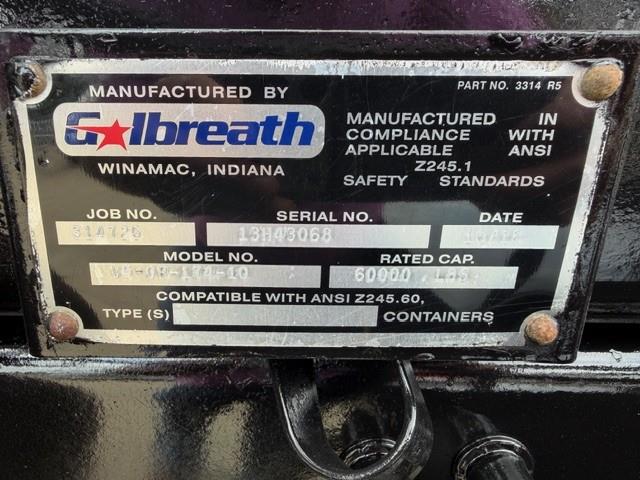 PART NO. 3314 R5
MANUFACTURED BY
Galbreath
WINAMAC, INDIANA
MANUFACTURED IN
COMPLIANCE WITH
APPLICABLE ANSI
Z245.1
SAFETY STANDARDS
JOB NO. SERIAL NO. DATE
314720 13H43068
MODEL NO. RATED CAP.
60000 LBS
COMPATIBLE WITH ANSI Z245.60,
TYPE (S) CONTAINERS